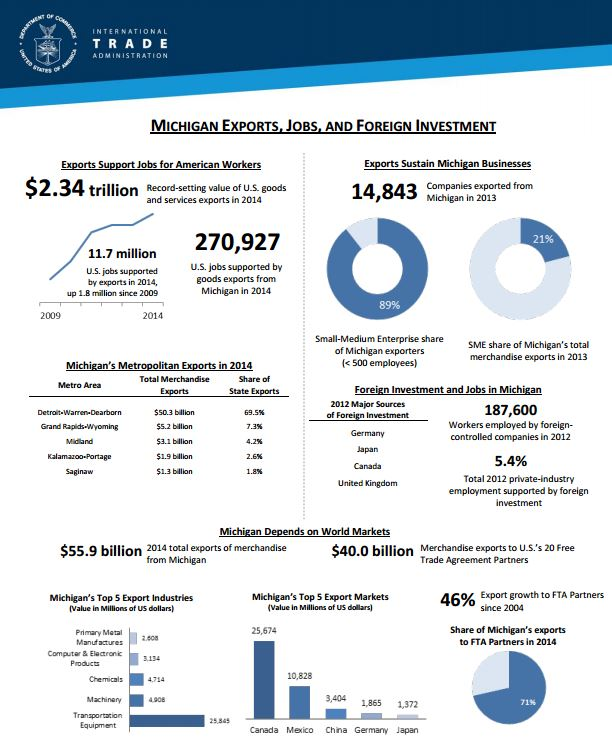 DEPARTMENT OF COMMERCE
UNITED STATES OF AMERICA
INTERNATIONAL
TRADE
ADMINISTRATION
MICHIGAN EXPORTS, JOBS, AND FOREIGN INVESTMENT
Exports Support Jobs for American Workers
$2.34 trillion
Record-setting value of U.S. goods
and services exports in 2014
11.7 million
U.S. jobs supported
by exports in 2014,
up 1.8 million since 2009
2009
2014
270,927
U.S. jobs supported by
goods exports from
Michigan in 2014
Exports Sustain Michigan Businesses
14,843
Companies exported from
Michigan in 2013
89%
Small-Medium Enterprise share
of Michigan exporters
(< 500 employees)
21%
SME share of Michigan's total
merchandise exports in 2013
Michigan's Metropolitan Exports in 2014
Metro Area
Total Merchandise
Exports
Share of
State Exports
Detroit•Warren•Dearborn $50.3 billion 69.5%
Grand Rapids•Wyoming $5.2 billion 7.3%
Midland $3.1 billion 4.2%
Kalamazoo•Portage $1.9 billion 2.6%
Saginaw $1.3 billion 1.8%
Foreign Investment and Jobs in Michigan
2012 Major Sources
of Foreign Investment
Germany
Japan
Canada
United Kingdom
187,600
Workers employed by foreign-
controlled companies in 2012
5.4%
Total 2012 private-industry
employment supported by foreign
investment
Michigan Depends on World Markets
$55.9 billion
2014 total exports of merchandise
from Michigan
$40.0 billion
Merchandise exports to U.S.'s 20 Free
Trade Agreement Partners
Michigan's Top 5 Export Industries
(Value in Millions of US dollars)
Primary Metal
Manufactures
2,608
Computer & Electronic
Products
3,134
Chemicals
4,714
Machinery
4,908
Transportation
Equipment
25,845
Michigan's Top 5 Export Markets
(Value in Millions of US dollars)
25,674
10,828
3,404
1,865
1,372
Canada Mexico China Germany Japan
46%
Export growth to FTA Partners
since 2004
Share of Michigan's exports
to FTA Partners in 2014
71%